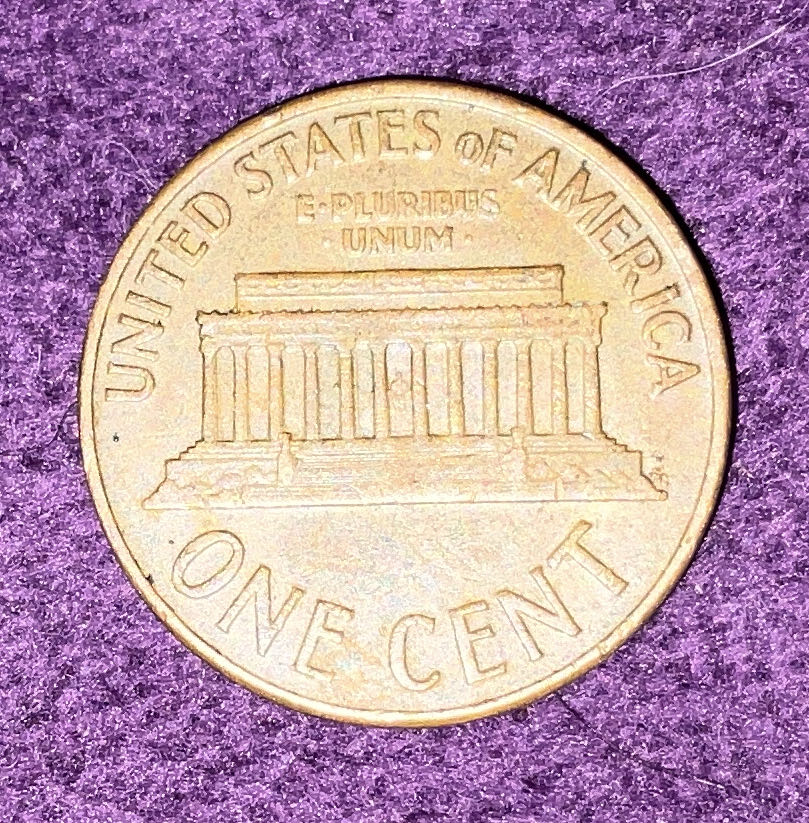 UNITED STATES OF AMERICA
E·PLURIBUS
·UNUM·
ONE CENT